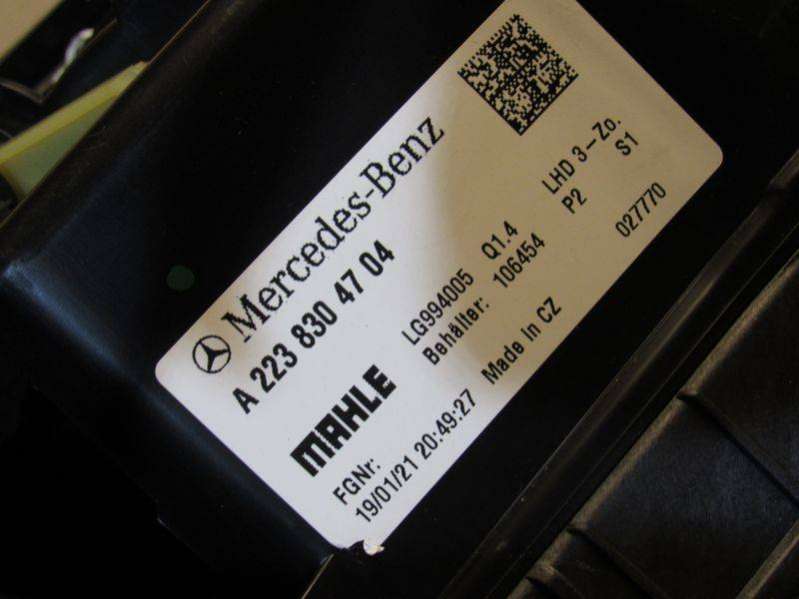 Mercedes-Benz
A 223 830 47 04
MAHLE
LG994005 Q1.4
LHD 3-Zo.
Behälter: 106454
P2 S1
FGNr:
19/01/21 20:49:27
Made in CZ
027770